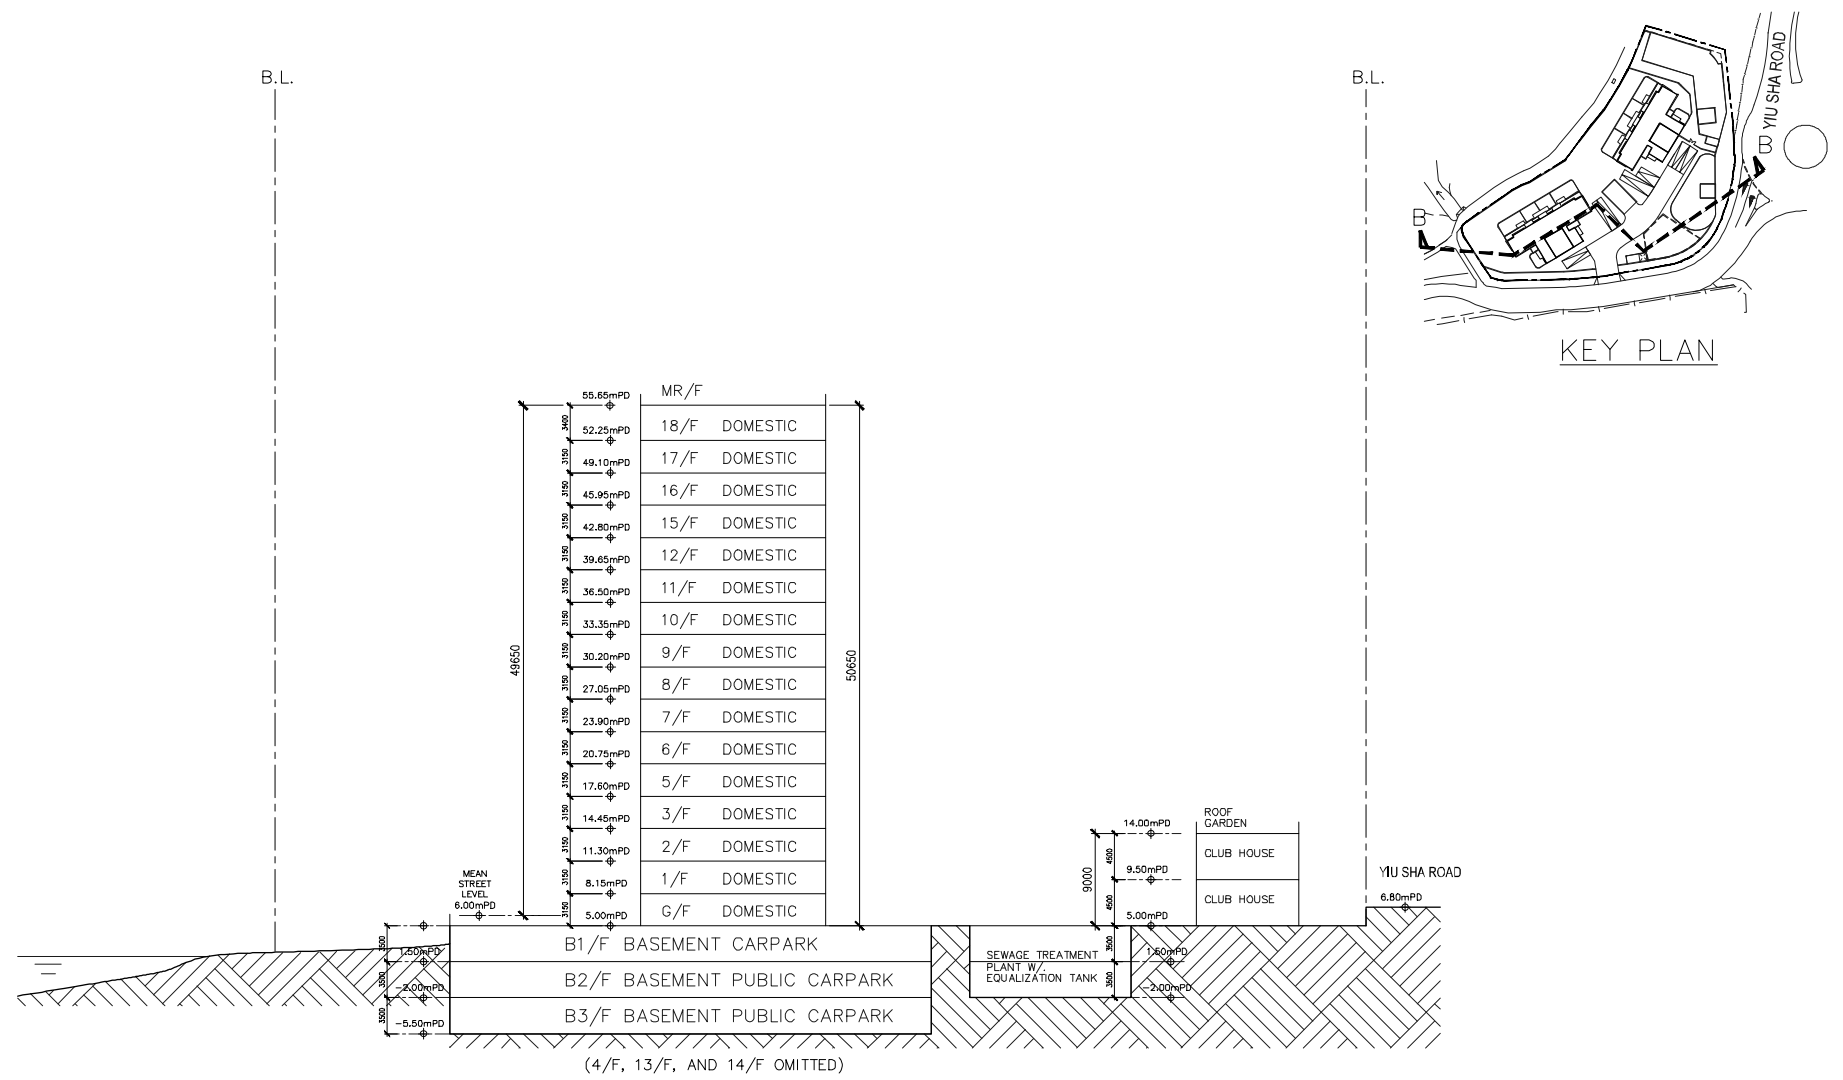 B.L.
B.L.
YIU SHA ROAD
B
B
KEY PLAN
55.65mPD
MR/F
3400
52.25mPD
18/F DOMESTIC
3150
49.10mPD
17/F DOMESTIC
3150
45.95mPD
16/F DOMESTIC
3150
42.80mPD
15/F DOMESTIC
3150
39.65mPD
12/F DOMESTIC
3150
36.50mPD
11/F DOMESTIC
3150
33.35mPD
10/F DOMESTIC
3150
30.20mPD
9/F DOMESTIC
3150
27.05mPD
8/F DOMESTIC
3150
23.90mPD
7/F DOMESTIC
3150
20.75mPD
6/F DOMESTIC
3150
17.60mPD
5/F DOMESTIC
3150
14.45mPD
3/F DOMESTIC
3150
11.30mPD
2/F DOMESTIC
3150
8.15mPD
1/F DOMESTIC
3150
5.00mPD
G/F DOMESTIC
49650
50650
MEAN
STREET
LEVEL
6.00mPD
3500
1.50mPD
B1/F BASEMENT CARPARK
3500
-2.00mPD
B2/F BASEMENT PUBLIC CARPARK
3500
-5.50mPD
B3/F BASEMENT PUBLIC CARPARK
(4/F, 13/F, AND 14/F OMITTED)
SEWAGE TREATMENT
PLANT W/.
EQUALIZATION TANK
9000
14.00mPD
4500
9.50mPD
4500
5.00mPD
3500
1.50mPD
3500
-2.00mPD
ROOF
GARDEN
CLUB HOUSE
CLUB HOUSE
YIU SHA ROAD
6.80mPD